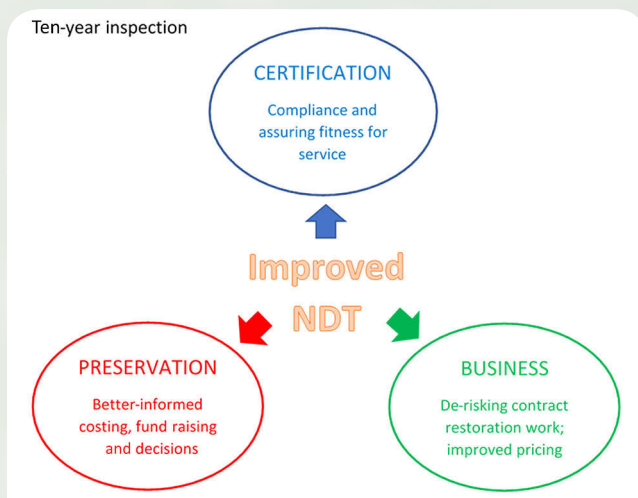 Ten-year inspection
CERTIFICATION
Compliance and
assuring fitness for
service
Improved
NDT
PRESERVATION
Better-informed
costing, fund raising
and decisions
BUSINESS
De-risking contract
restoration work;
improved pricing